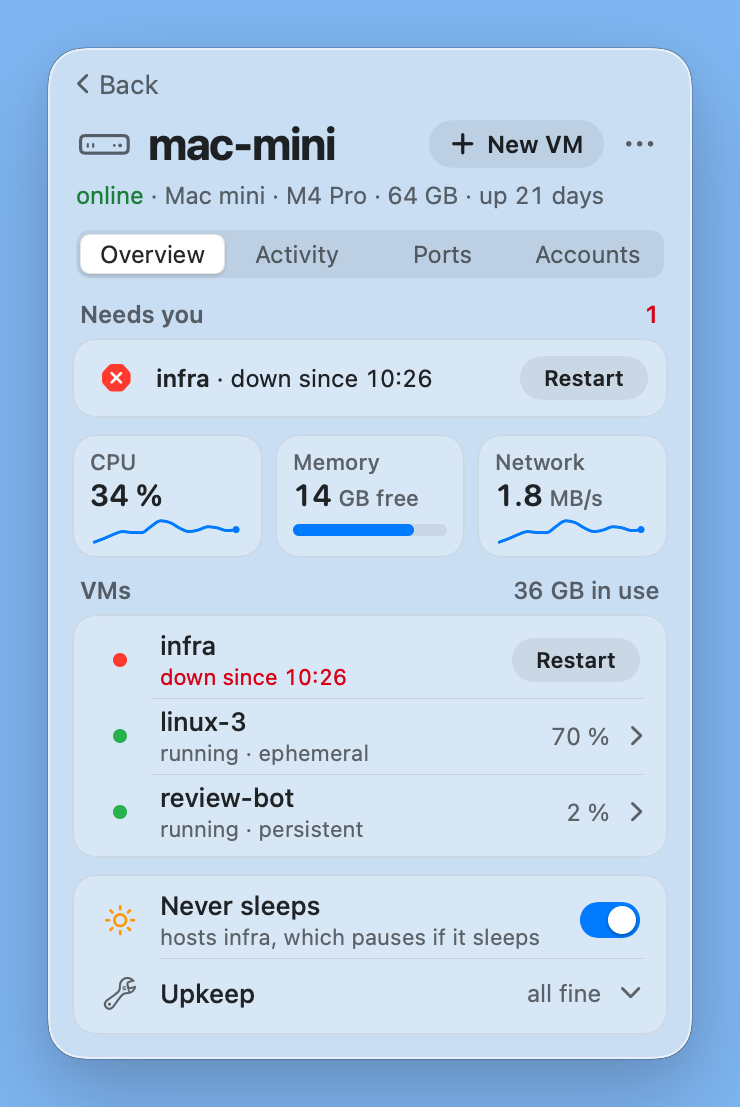 Back
mac-mini
New VM
online · Mac mini · M4 Pro · 64 GB · up 21 days
Overview Activity Ports Accounts
Needs you 1
infra · down since 10:26 Restart
CPU Memory Network
34 % 14 GB free 1.8 MB/s
VMs 36 GB in use
infra
down since 10:26
Restart
linux-3
running · ephemeral
70 %
review-bot
running · persistent
2 %
Never sleeps
hosts infra, which pauses if it sleeps
Upkeep all fine